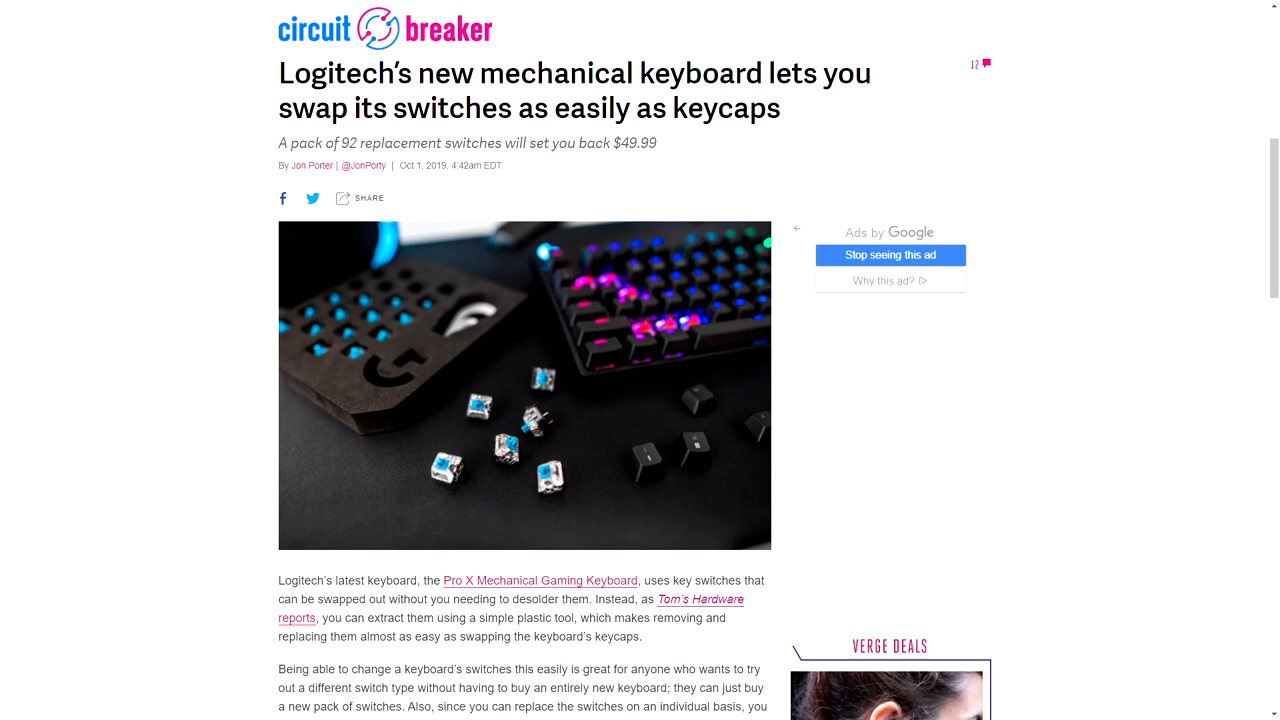 circuit breaker
Logitech’s new mechanical keyboard lets you
swap its switches as easily as keycaps
12
A pack of 92 replacement switches will set you back $49.99
By Jon Porter | @JonPorty | Oct 1, 2019, 4:42am EDT
SHARE
Ads by Google
Stop seeing this ad
Why this ad?
Logitech’s latest keyboard, the Pro X Mechanical Gaming Keyboard, uses key switches that
can be swapped out without you needing to desolder them. Instead, as Tom’s Hardware
reports, you can extract them using a simple plastic tool, which makes removing and
replacing them almost as easy as swapping the keyboard’s keycaps.
Being able to change a keyboard’s switches this easily is great for anyone who wants to try
out a different switch type without having to buy an entirely new keyboard; they can just buy
a new pack of switches. Also, since you can replace the switches on an individual basis, you
VERGE DEALS